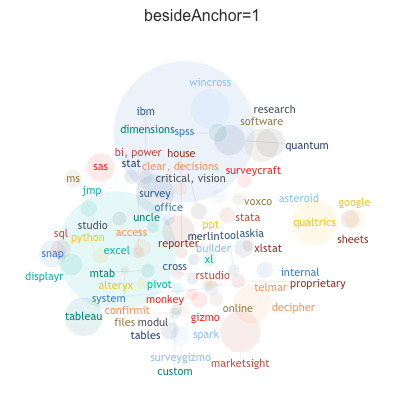 besideAnchor=1
wincross
ibm
research
software
dimensions
spss
quantum
bi, power
house
stat
clear, decisions
sas
surveycraft
ms
critical, vision
jmp
survey
asteroid
voxco
google
office
uncle
stata
qualtrics
studio
ppt
sql
access
python
merlin
tool
askia
sheets
reporter
builder
xlstat
snap
excel
xl
cross
displayr
mtab
rstudio
internal
alteryx
pivot
proprietary
telmar
system
monkey
confirmit
online
decipher
tableau
files
modul
gizmo
tables
spark
surveygizmo
marketsight
custom